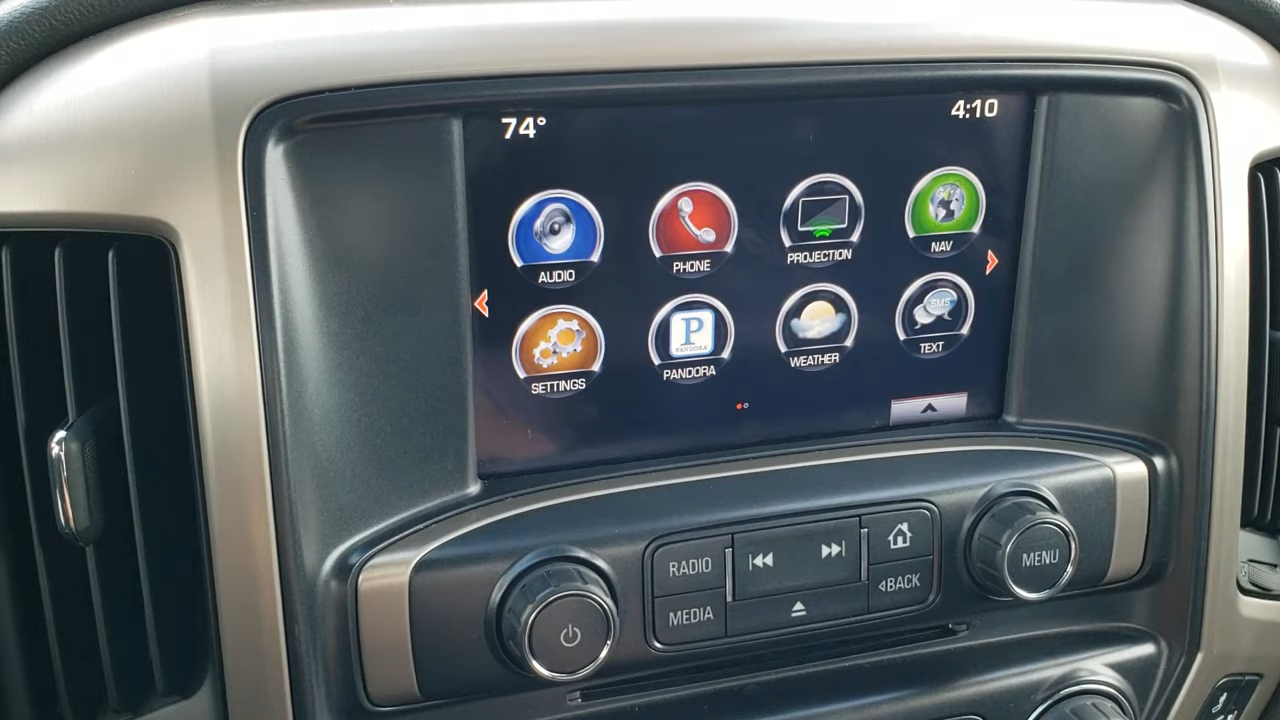 74°
4:10
AUDIO
PHONE
PROJECTION
NAV
SETTINGS
P
PANDORA
PANDORA
WEATHER
SMS
TEXT
RADIO
MEDIA
BACK
MENU